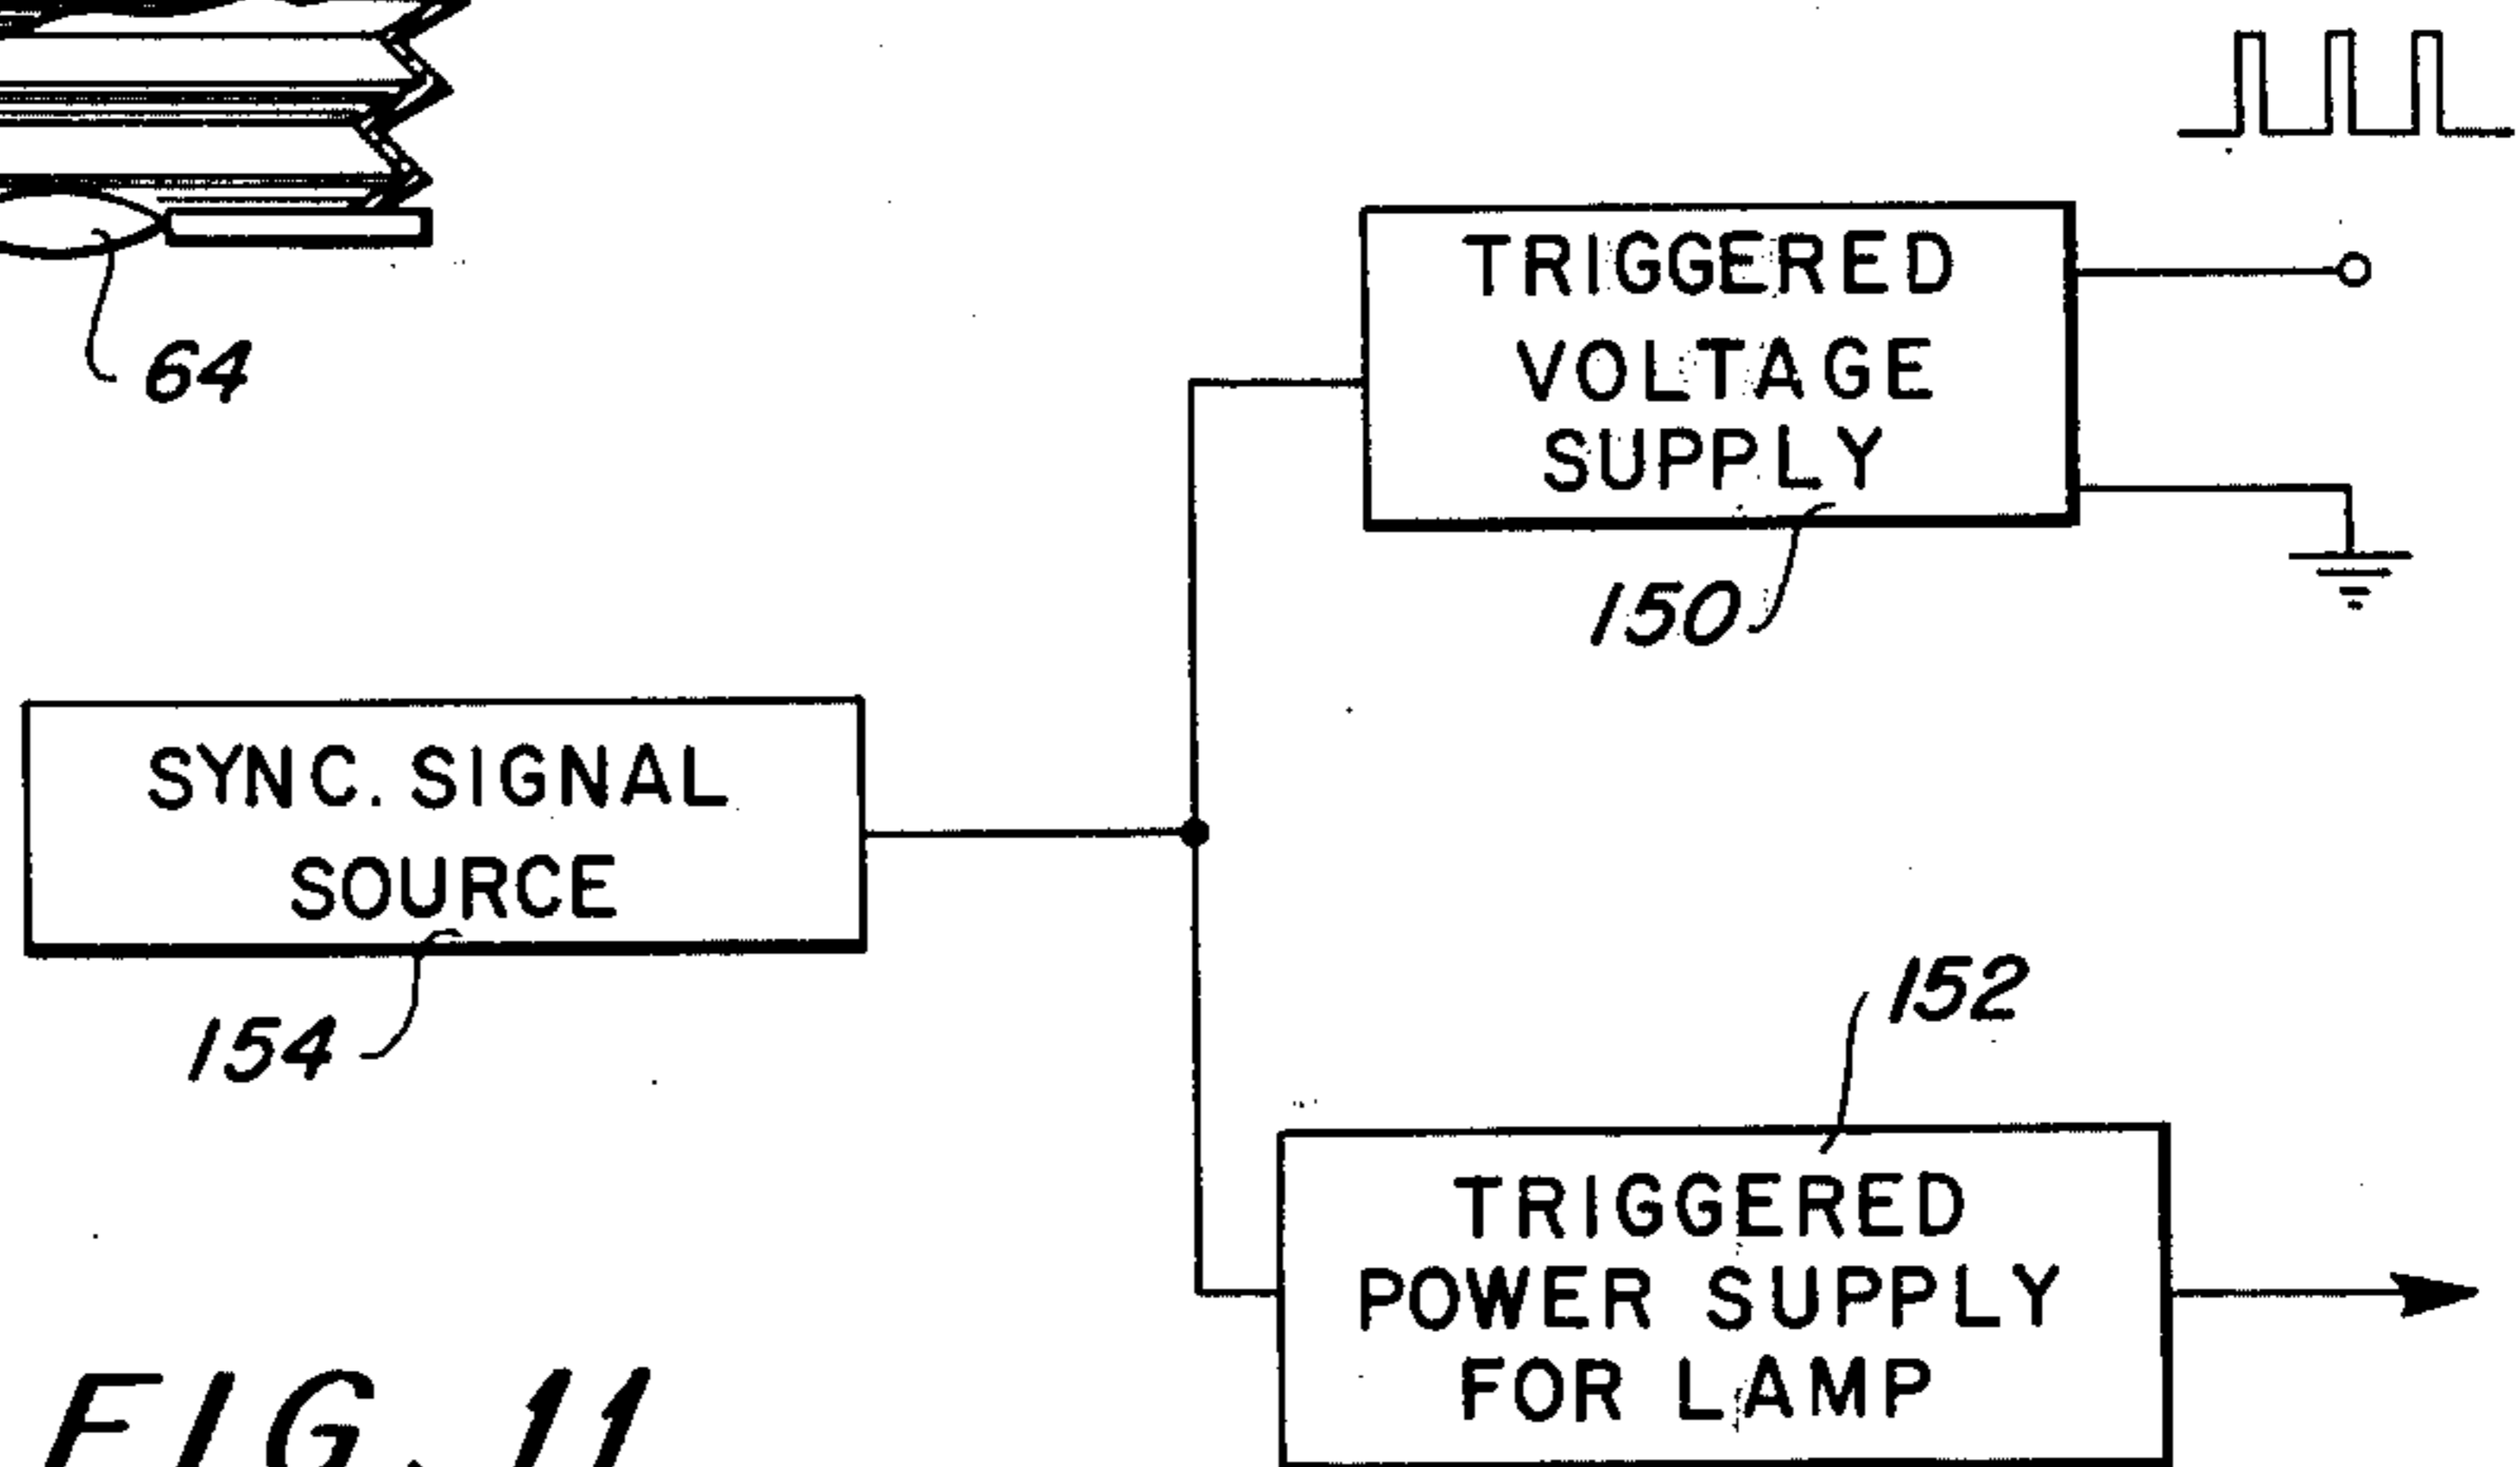 64
TRIGGERED
VOLTAGE
SUPPLY
150
SYNC. SIGNAL
SOURCE
154
152
TRIGGERED
POWER SUPPLY
FOR LAMP
FIG. 11